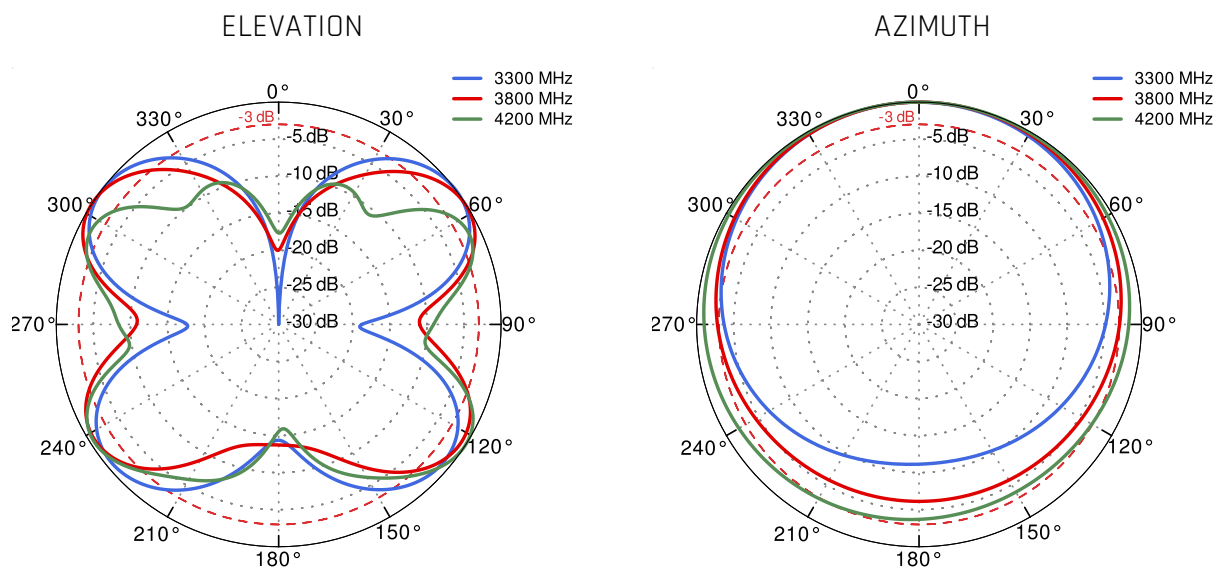 ELEVATION
3300 MHz
3800 MHz
4200 MHz
0°
-3 dB
330°
30°
-5 dB
-10 dB
300°
60°
-15 dB
-20 dB
-25 dB
270°
-30 dB
90°
240°
120°
210°
150°
180°
AZIMUTH
3300 MHz
3800 MHz
4200 MHz
0°
-3 dB
330°
30°
-5 dB
-10 dB
300°
60°
-15 dB
-20 dB
-25 dB
270°
-30 dB
90°
240°
120°
210°
150°
180°